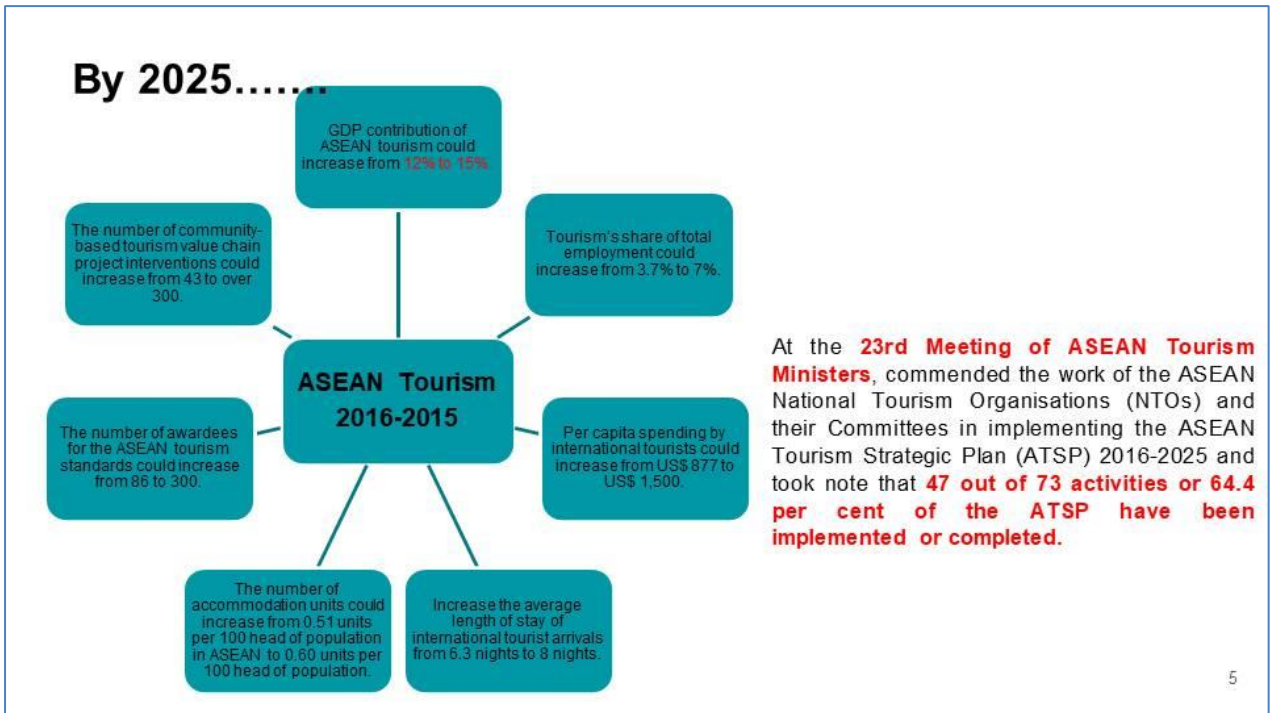 By 2025.......
GDP contribution of
ASEAN tourism could
increase from 12% to 15%.
Tourism's share of total
employment could
increase from 3.7% to 7%.
Per capita spending by
international tourists could
increase from US$ 877 to
US$ 1,500.
Increase the average
length of stay of
international tourist arrivals
from 6.3 nights to 8 nights.
The number of
accommodation units could
increase from 0.51 units
per 100 head of population
in ASEAN to 0.60 units per
100 head of population.
The number of awardees
for the ASEAN tourism
standards could increase
from 86 to 300.
The number of community-
based tourism value chain
project interventions could
increase from 43 to over
300.
ASEAN Tourism
2016-2015
At the 23rd Meeting of ASEAN Tourism
Ministers, commended the work of the ASEAN
National Tourism Organisations (NTOs) and
their Committees in implementing the ASEAN
Tourism Strategic Plan (ATSP) 2016-2025 and
took note that 47 out of 73 activities or 64.4
per cent of the ATSP have been
implemented or completed.
5